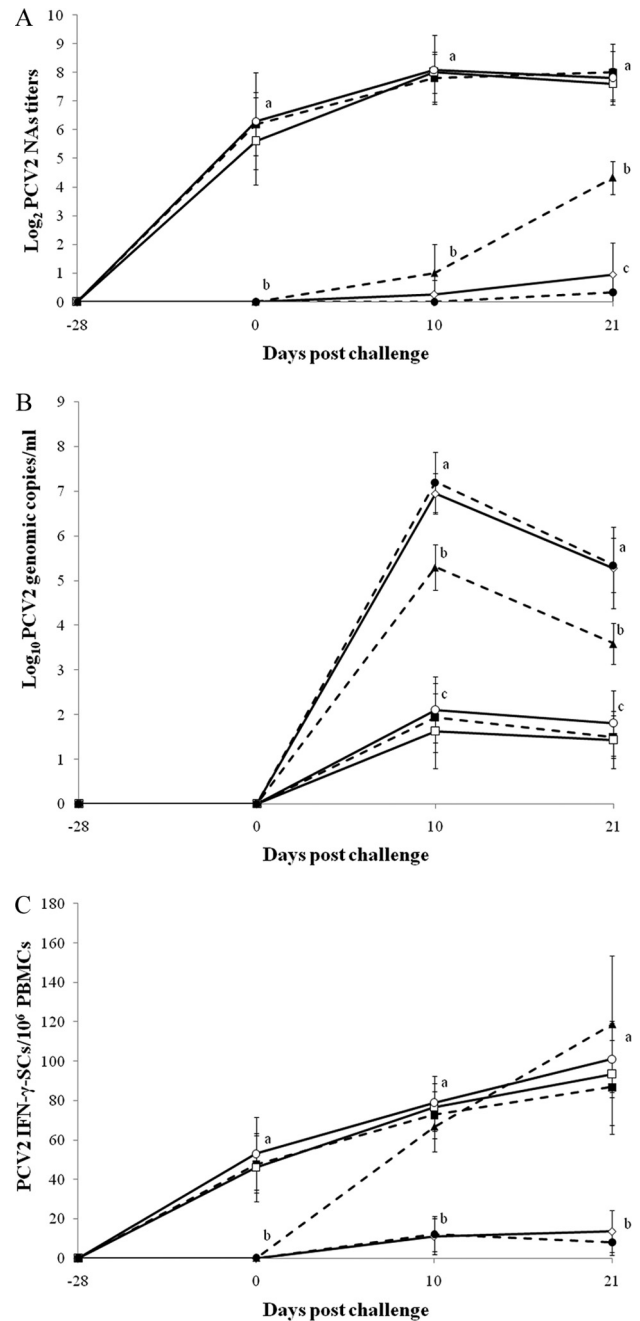 A
Log2 PCV2 NAs titers
10
9
8
7
6
5
4
3
2
1
0
a
a
a
b
b
b
c
-28
0
10
21
Days post challenge
B
Log10 PCV2 genomic copies/ml
9
8
7
6
5
4
3
2
1
0
a
a
b
b
c
c
-28
0
10
21
Days post challenge
C
PCV2 IFN-γ-SCs/10⁶ PBMCs
180
160
140
120
100
80
60
40
20
0
a
a
a
b
b
b
-28
0
10
21
Days post challenge